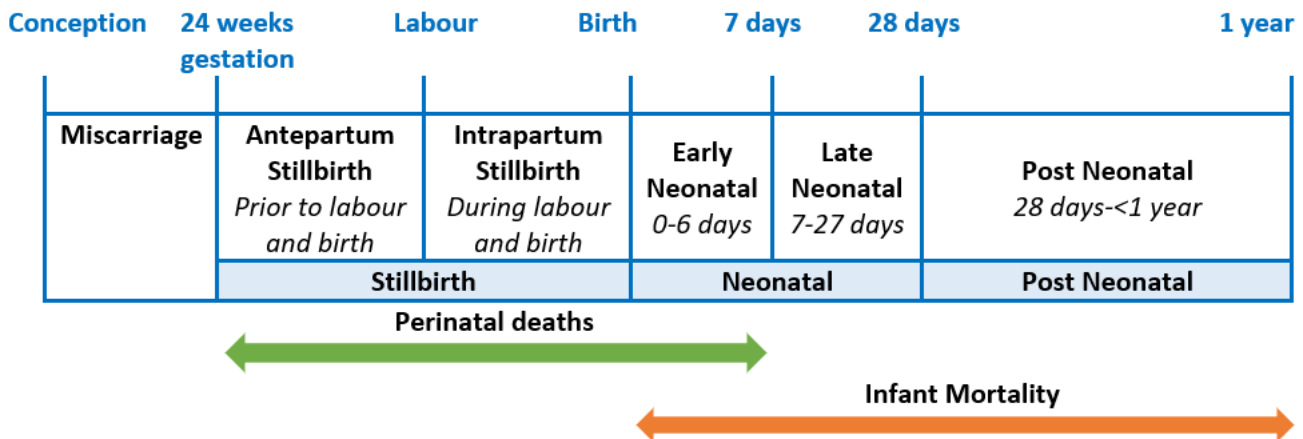 Conception 24 weeks gestation Labour Birth 7 days 28 days 1 year
Miscarriage
Antepartum
Stillbirth
Prior to labour
and birth
Intrapartum
Stillbirth
During labour
and birth
Early
Neonatal
0-6 days
Late
Neonatal
7-27 days
Post Neonatal
28 days-<1 year
Stillbirth Neonatal Post Neonatal
Perinatal deaths
Infant Mortality